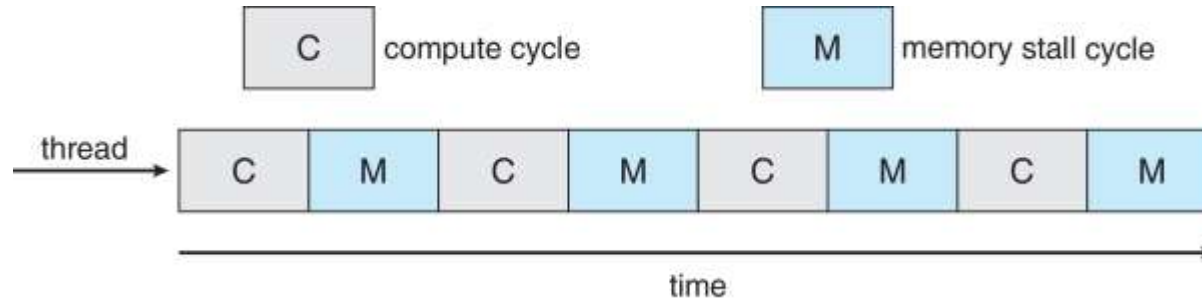 C compute cycle M memory stall cycle
thread
C M C M C M C M
time